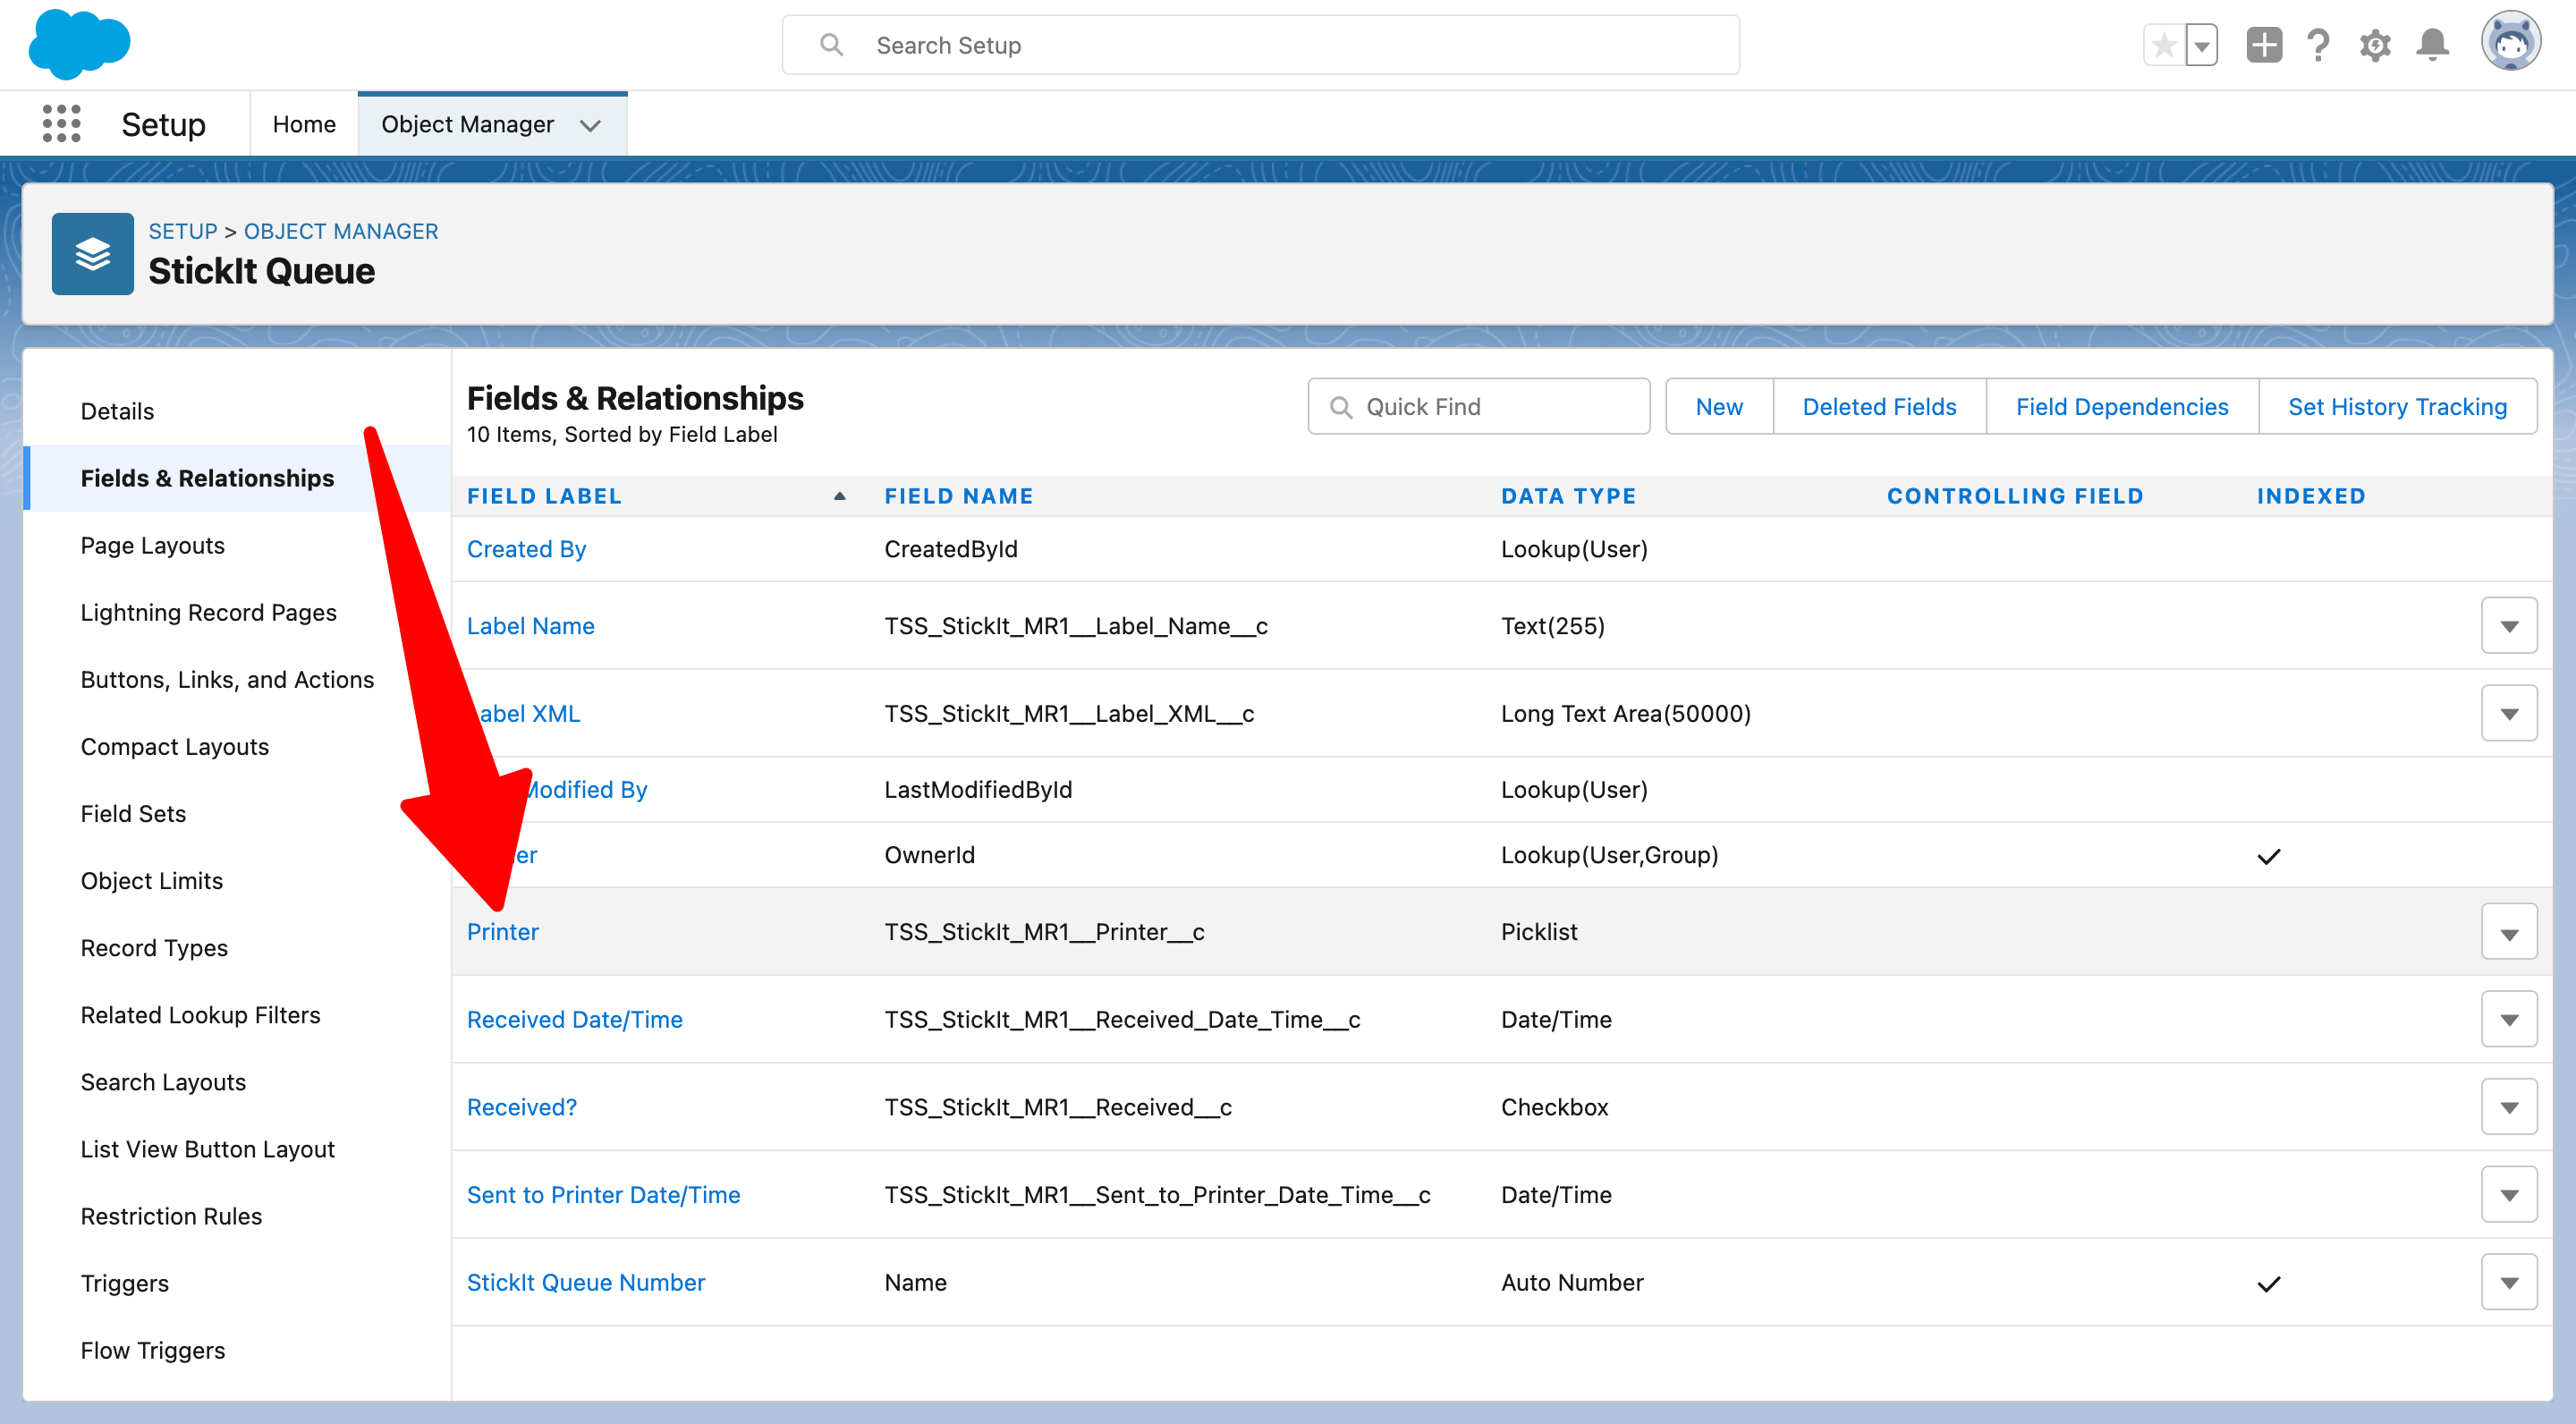 Search Setup
Setup
Home
Object Manager
SETUP > OBJECT MANAGER
StickIt Queue
Details
Fields & Relationships
Page Layouts
Lightning Record Pages
Buttons, Links, and Actions
Compact Layouts
Field Sets
Object Limits
Record Types
Related Lookup Filters
Search Layouts
List View Button Layout
Restriction Rules
Triggers
Flow Triggers
Fields & Relationships
10 Items, Sorted by Field Label
Quick Find
New
Deleted Fields
Field Dependencies
Set History Tracking
FIELD LABEL FIELD NAME DATA TYPE CONTROLLING FIELD INDEXED
Created By CreatedById Lookup(User)
Label Name TSS_StickIt_MR1__Label_Name__c Text(255)
XML TSS_StickIt_MR1__Label_XML__c Long Text Area(50000)
Modified By LastModifiedById Lookup(User)
OwnerId Lookup(User,Group)
Printer TSS_StickIt_MR1__Printer__c Picklist
Received Date/Time TSS_StickIt_MR1__Received_Date_Time__c Date/Time
Received? TSS_StickIt_MR1__Received__c Checkbox
Sent to Printer Date/Time TSS_StickIt_MR1__Sent_to_Printer_Date_Time__c Date/Time
StickIt Queue Number Name Auto Number